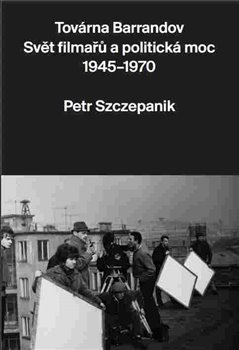 Továrna Barrandov
Svět filmařů a politická moc
1945–1970
Petr Szczepanik